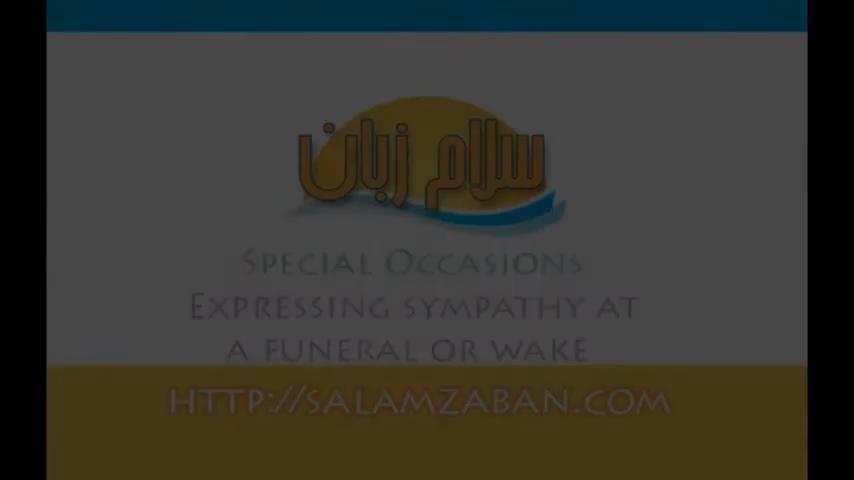 سلام زبان
Special Occasions
Expressing sympathy at
a funeral or wake
http://salamzaban.com